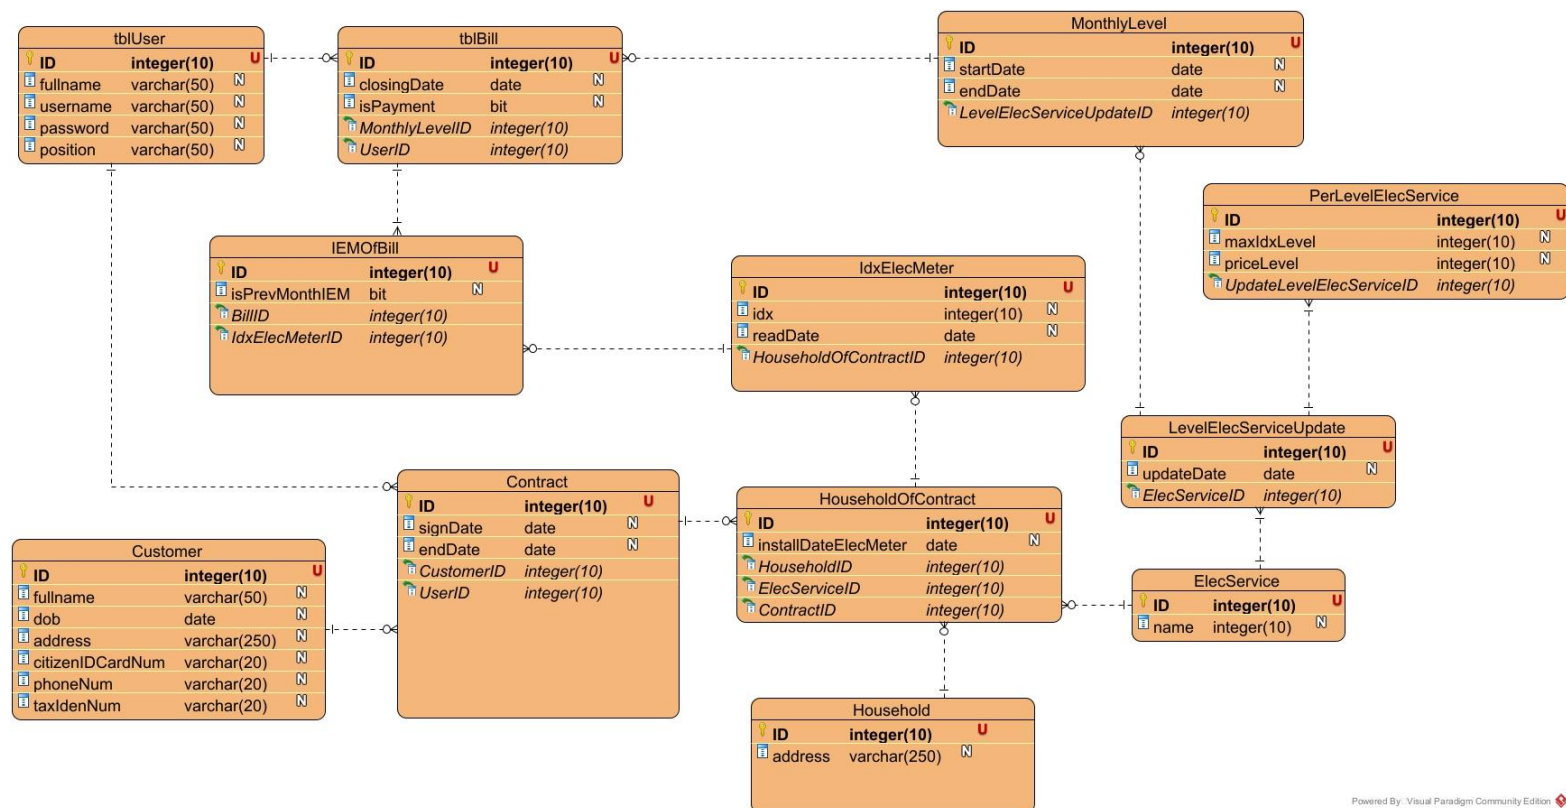 tblUser
ID integer(10) U
fullname varchar(50) N
username varchar(50) N
password varchar(50) N
position varchar(50) N
tblBill
ID integer(10) U
closingDate date N
isPayment bit N
MonthlyLevelID integer(10)
UserID integer(10)
MonthlyLevel
ID integer(10) U
startDate date N
endDate date N
LevelElecServiceUpdateID integer(10)
PerLevelElecService
ID integer(10) U
maxIdxLevel integer(10) N
priceLevel integer(10) N
UpdateLevelElecServiceID integer(10)
IEMOfBill
ID integer(10) U
isPrevMonthIEM bit N
BillID integer(10)
IdxElecMeterID integer(10)
IdxElecMeter
ID integer(10) U
idx integer(10) N
readDate date N
HouseholdOfContractID integer(10)
LevelElecServiceUpdate
ID integer(10) U
updateDate date N
ElecServiceID integer(10)
Contract
ID integer(10) U
signDate date N
endDate date N
CustomerID integer(10)
UserID integer(10)
HouseholdOfContract
ID integer(10) U
installDateElecMeter date N
HouseholdID integer(10)
ElecServiceID integer(10)
ContractID integer(10)
Customer
ID integer(10) U
fullname varchar(50) N
dob date N
address varchar(250) N
citizenIDCardNum varchar(20) N
phoneNum varchar(20) N
taxIdenNum varchar(20) N
ElecService
ID integer(10) U
name integer(10) N
Household
ID integer(10) U
address varchar(250) N
Powered By: Visual Paradigm Community Edition